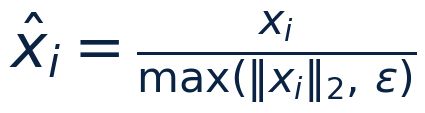 x̂ᵢ = xᵢ / max(‖xᵢ‖₂, ε)